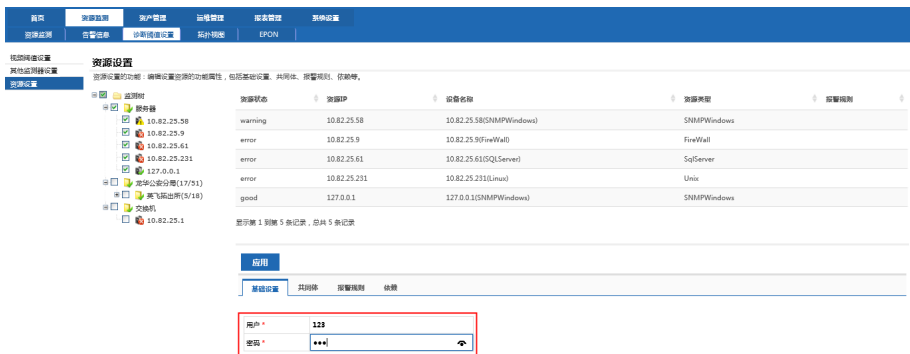 首页 资源监测 资产管理 运维管理 报表管理 系统设置
资源监测 告警信息 诊断阈值设置 拓扑视图 EPON
视频阈值设置
其他监测器设置
资源设置
资源设置
资源设置的功能：编辑设置资源的功能属性，包括基础设置、共同体、报警规则、依赖等。
监测树
服务器
10.82.25.58
10.82.25.9
10.82.25.61
10.82.25.231
127.0.0.1
龙华公安分局(17/51)
英飞拓出所(5/18)
交换机
10.82.25.1
资源状态 资源IP 设备名称 资源类型 报警规则
warning 10.82.25.58 10.82.25.58(SNMPWindows) SNMPWindows
error 10.82.25.9 10.82.25.9(FireWall) FireWall
error 10.82.25.61 10.82.25.61(SQLServer) SqlServer
error 10.82.25.231 10.82.25.231(Linux) Unix
good 127.0.0.1 127.0.0.1(SNMPWindows) SNMPWindows
显示第 1 到第 5 条记录，总共 5 条记录
应用
基础设置 共同体 报警规则 依赖
用户 * 123
密码 * •••